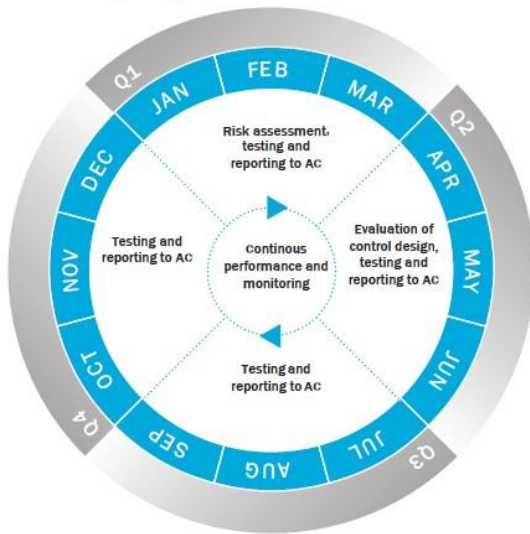 Q1
JAN
FEB
MAR
Q2
APR
MAY
JUN
Q3
JUL
AUG
SEP
Q4
OCT
NOV
DEC
Risk assessment,
testing and
reporting to AC
Evaluation of
control design,
testing and
reporting to AC
Testing and
reporting to AC
Testing and
reporting to AC
Continous
performance and
monitoring